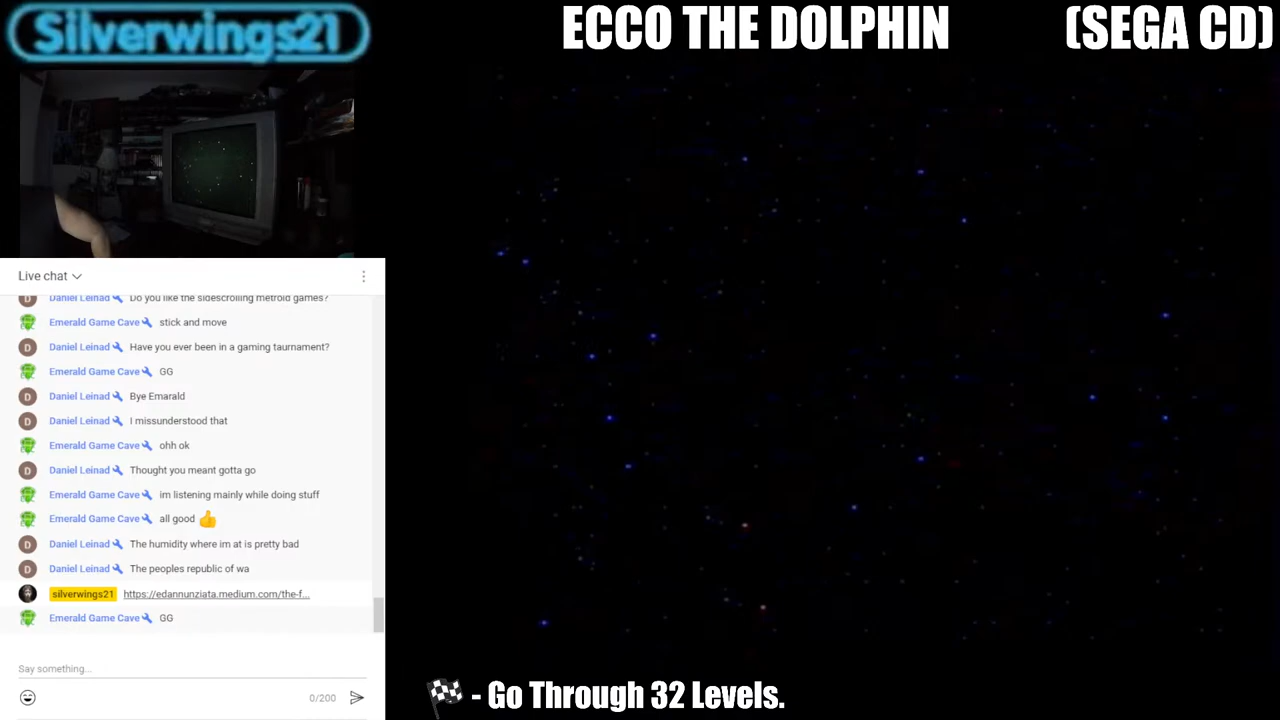 Silverwings21
ECCO THE DOLPHIN (SEGA CD)
Live chat
Daniel Leinad Do you like the sidescrolling metroid games?
Emerald Game Cave stick and move
D Daniel Leinad Have you ever been in a gaming taurnament?
Emerald Game Cave GG
D Daniel Leinad Bye Emarald
D Daniel Leinad I missunderstood that
Emerald Game Cave ohh ok
D Daniel Leinad Thought you meant gotta go
Emerald Game Cave im listening mainly while doing stuff
Emerald Game Cave all good 👍
D Daniel Leinad The humidity where im at is pretty bad
D Daniel Leinad The peoples republic of wa
silverwings21 https://edannunziata.medium.com/the-f...
Emerald Game Cave GG
Say something...
0/200
- Go Through 32 Levels.